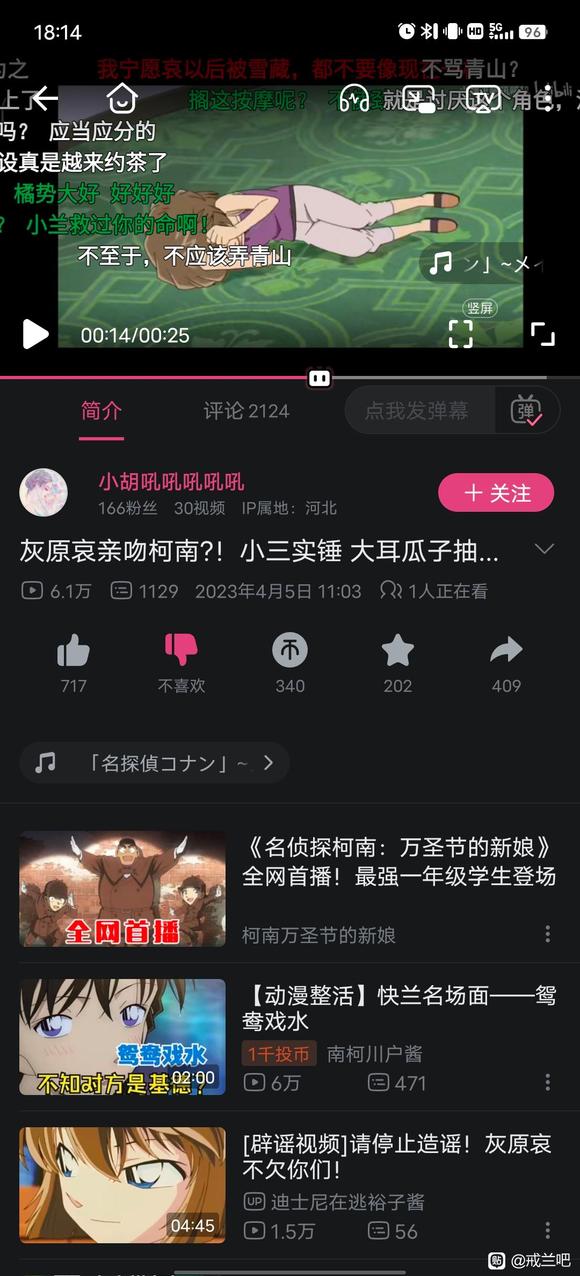 18:14
HD 5G 96
为之 我宁愿哀以后被雪藏，都不要像现 不骂青山？
上了 搁这按摩呢？ 就 讨厌 角色，
吗？ 应当应分的
设真是越来约茶了
橘势大好 好好好
？ 小兰救过你的命啊！
不至于，不应该弄青山
ン」~メイ
竖屏
00:14/00:25
简介 评论 2124 点我发弹幕 弹
小胡吼吼吼吼吼
166粉丝 30视频 IP属地：河北
+ 关注
灰原哀亲吻柯南?！小三实锤 大耳瓜子抽...
6.1万 1129 2023年4月5日 11:03 1人正在看
717 不喜欢 340 202 409
「名探偵コナン」~
《名侦探柯南：万圣节的新娘》
全网首播！最强一年级学生登场
全网首播
柯南万圣节的新娘
【动漫整活】快兰名场面——鸳
鸯戏水
鸳鸯戏水
不知对方是基德？
02:00
1千投币 南柯川户酱
6万 471
[辟谣视频]请停止造谣！灰原哀
不欠你们！
04:45
UP 迪士尼在逃裕子酱
1.5万 56
贴 @戒兰吧